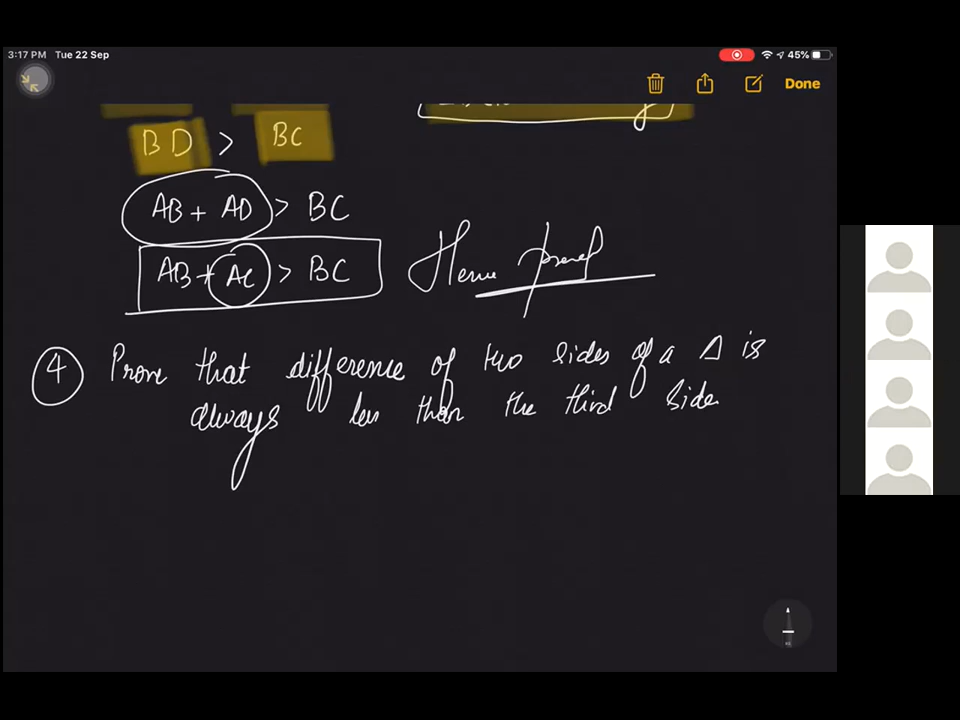 3:17 PM Tue 22 Sep
45%
Done
BD > BC
AB + AD > BC
AB + AC > BC Hence proved
4 Prove that difference of two sides of a Δ is
always less than the third side